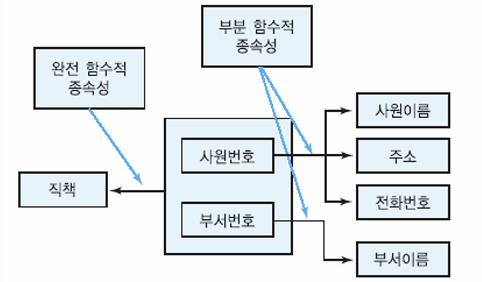 부분 함수적
종속성
완전 함수적
종속성
사원이름
사원번호
주소
직책
전화번호
부서번호
부서이름